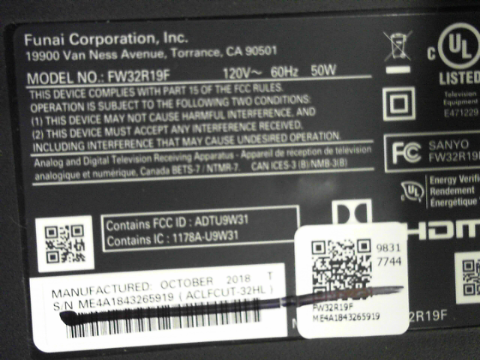 Funai Corporation, Inc.
19900 Van Ness Avenue, Torrance, CA 90501
MODEL NO.: FW32R19F 120V~ 60Hz 50W
THIS DEVICE COMPLIES WITH PART 15 OF THE FCC RULES.
OPERATION IS SUBJECT TO THE FOLLOWING TWO CONDITIONS:
(1) THIS DEVICE MAY NOT CAUSE HARMFUL INTERFERENCE, AND
(2) THIS DEVICE MUST ACCEPT ANY INTERFERENCE RECEIVED,
INCLUDING INTERFERENCE THAT MAY CAUSE UNDESIRED OPERATION.
Analog and Digital Television Receiving Apparatus - Appareil de réception de télévision
analogique et numérique, Canada BETS-7 / NTMR-7. CAN ICES-3 (B) NMB-3(B)
C UL
LISTED
Television
Equipment
E471229
FC SANYO
FW32R19F
Energy Verified
Rendement
Énergétique
UL
HDMI
Contains FCC ID : ADTU9W31
Contains IC : 1178A-U9W31
MANUFACTURED: OCTOBER 2018 T
S/N ME4A1843265919 ( ACLFCUT-32HL )
9831
7744
FW32R19F
ME4A1843265919